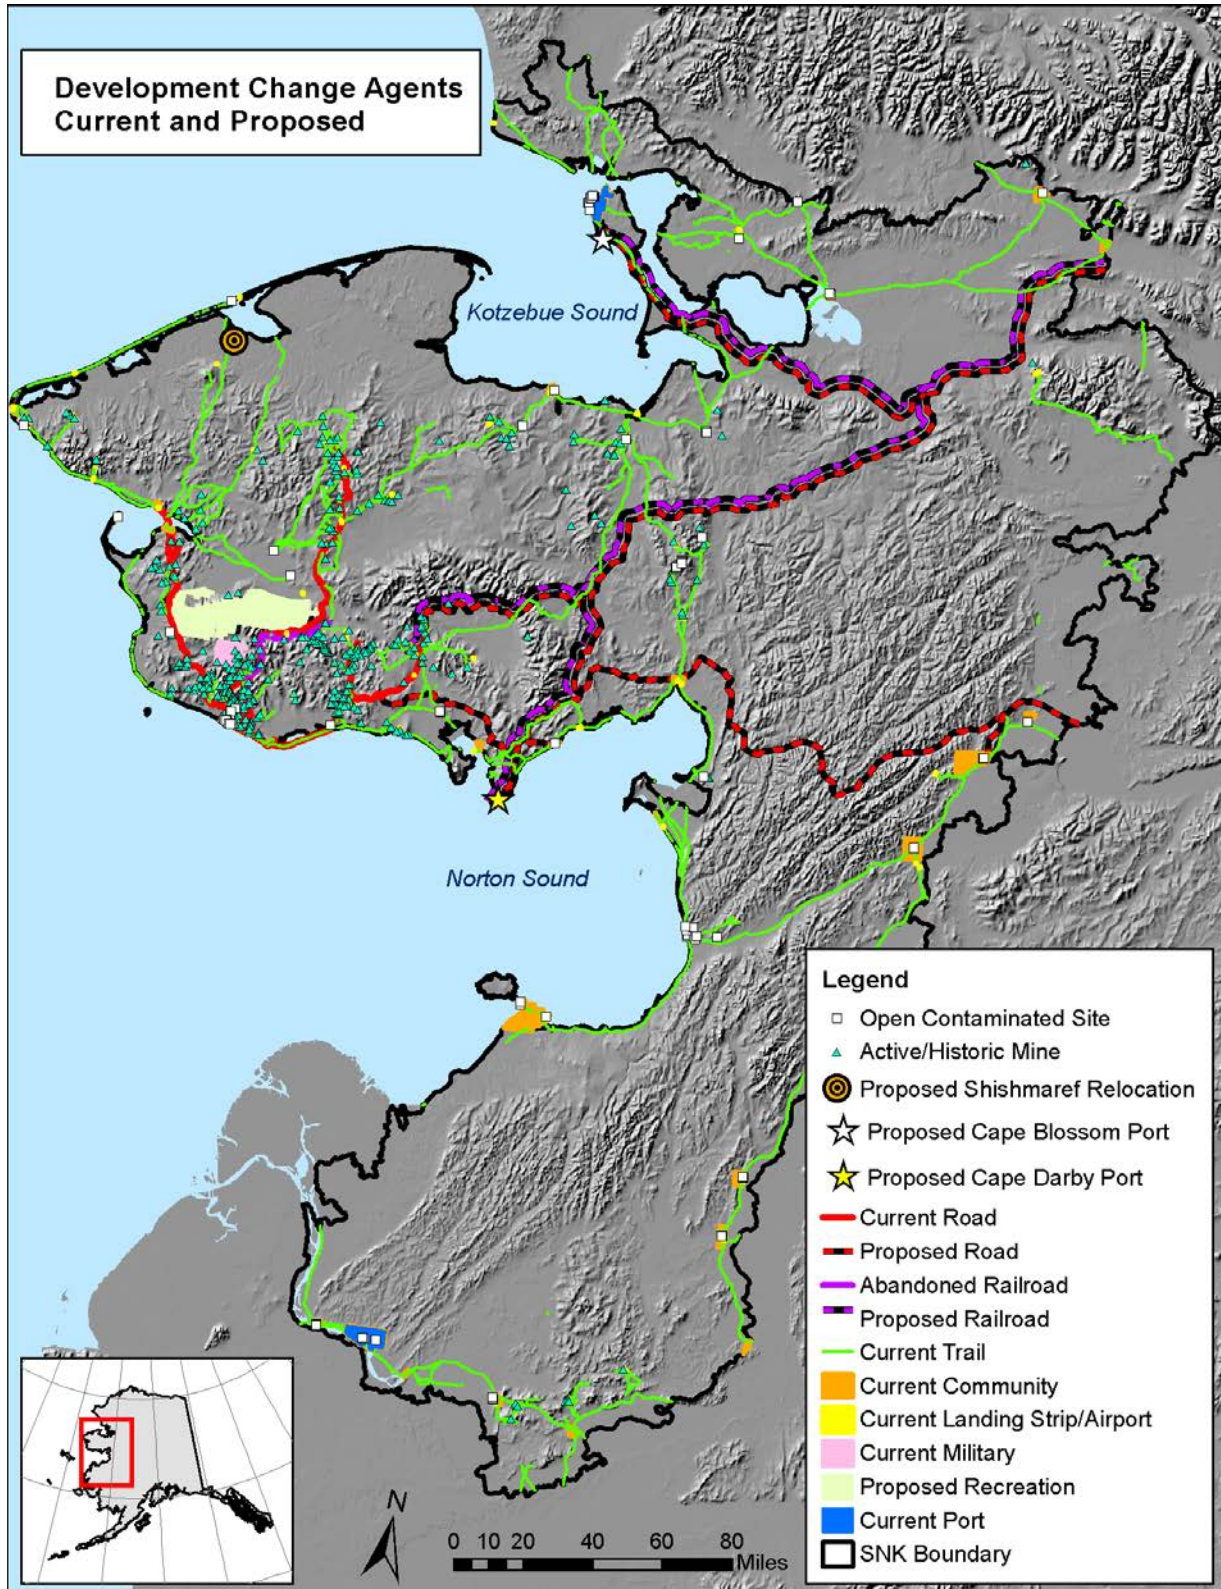 Development Change Agents
Current and Proposed
Kotzebue Sound
Norton Sound
Legend
Open Contaminated Site
Active/Historic Mine
Proposed Shishmaref Relocation
Proposed Cape Blossom Port
Proposed Cape Darby Port
Current Road
Proposed Road
Abandoned Railroad
Proposed Railroad
Current Trail
Current Community
Current Landing Strip/Airport
Current Military
Proposed Recreation
Current Port
SNK Boundary
N
0 10 20 40 60 80
Miles